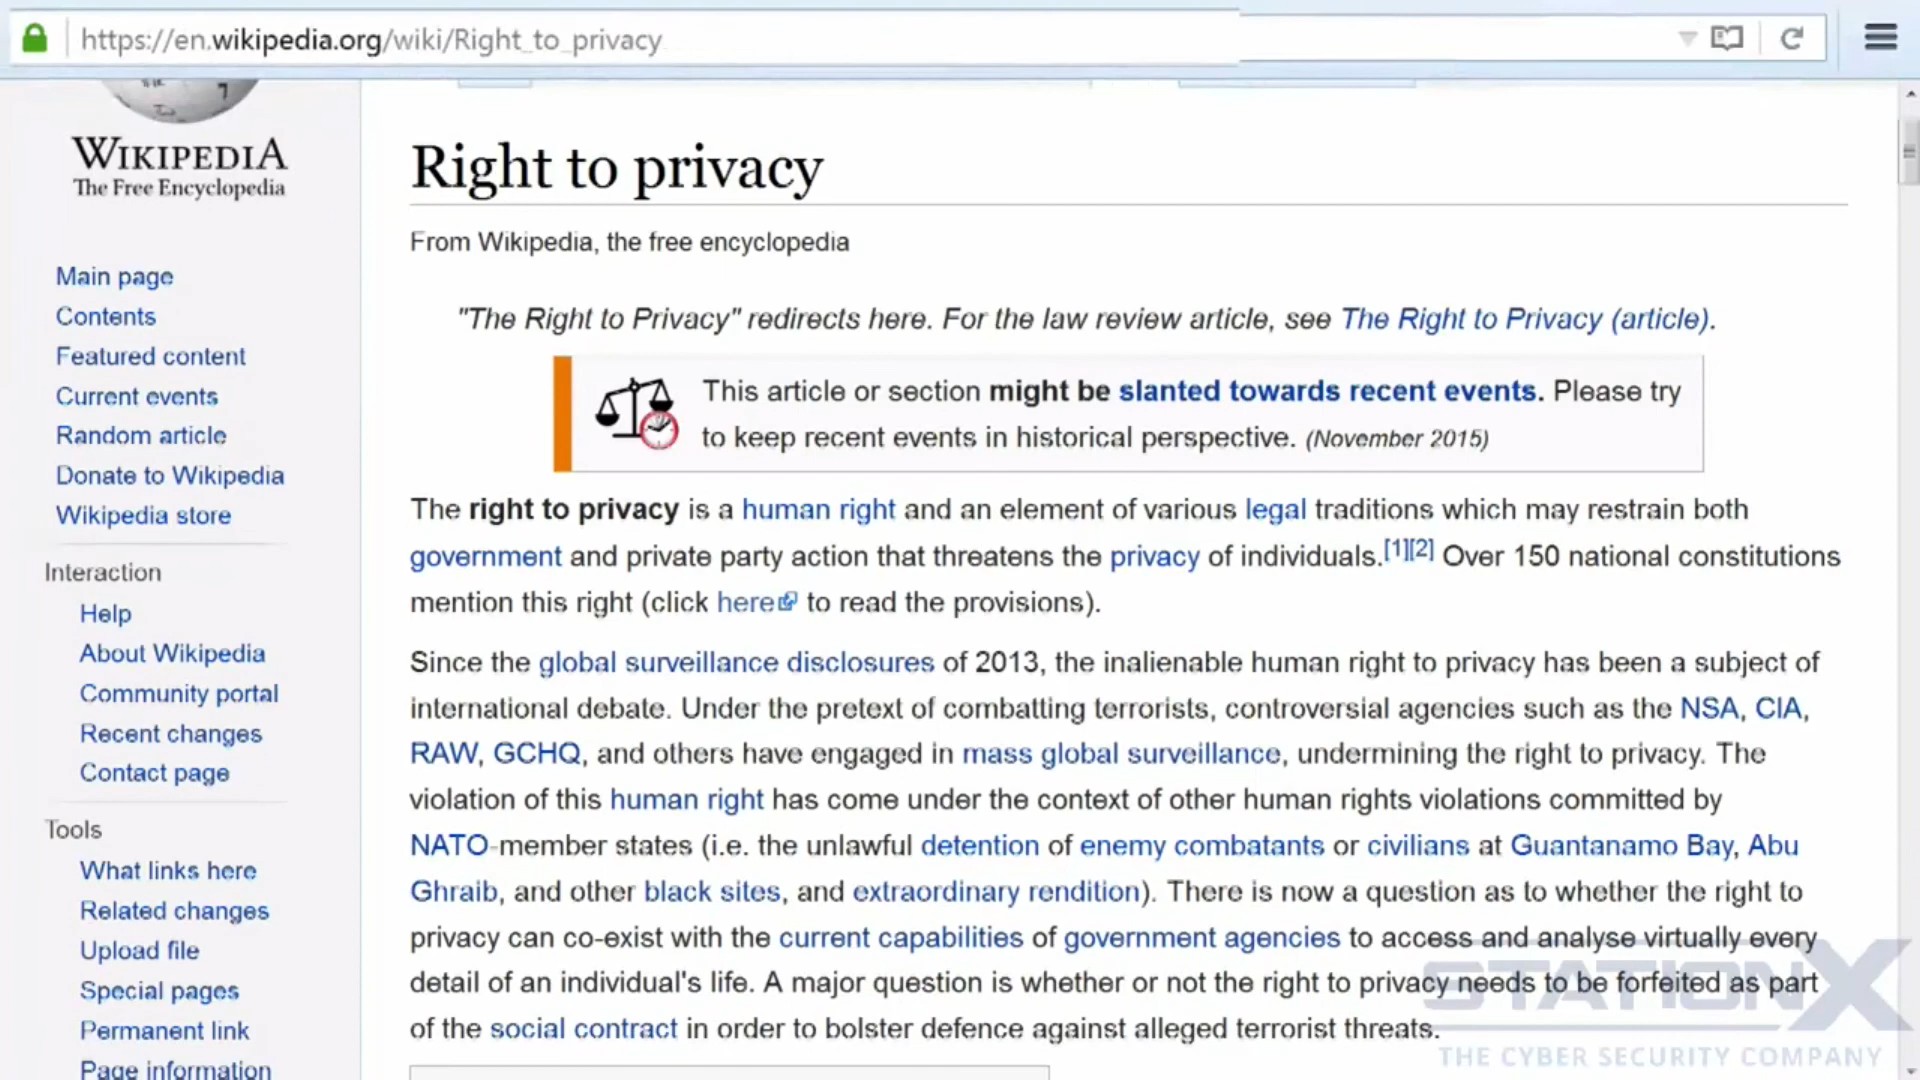 https://en.wikipedia.org/wiki/Right_to_privacy
WIKIPEDIA
The Free Encyclopedia
Main page
Contents
Featured content
Current events
Random article
Donate to Wikipedia
Wikipedia store
Interaction
Help
About Wikipedia
Community portal
Recent changes
Contact page
Tools
What links here
Related changes
Upload file
Special pages
Permanent link
Page information
Right to privacy
From Wikipedia, the free encyclopedia
"The Right to Privacy" redirects here. For the law review article, see The Right to Privacy (article).
This article or section might be slanted towards recent events. Please try
to keep recent events in historical perspective. (November 2015)
The right to privacy is a human right and an element of various legal traditions which may restrain both
government and private party action that threatens the privacy of individuals.[1][2] Over 150 national constitutions
mention this right (click here to read the provisions).
Since the global surveillance disclosures of 2013, the inalienable human right to privacy has been a subject of
international debate. Under the pretext of combatting terrorists, controversial agencies such as the NSA, CIA,
RAW, GCHQ, and others have engaged in mass global surveillance, undermining the right to privacy. The
violation of this human right has come under the context of other human rights violations committed by
NATO-member states (i.e. the unlawful detention of enemy combatants or civilians at Guantanamo Bay, Abu
Ghraib, and other black sites, and extraordinary rendition). There is now a question as to whether the right to
privacy can co-exist with the current capabilities of government agencies to access and analyse virtually every
detail of an individual's life. A major question is whether or not the right to privacy needs to be forfeited as part
of the social contract in order to bolster defence against alleged terrorist threats.
STATIONX
THE CYBER SECURITY COMPANY